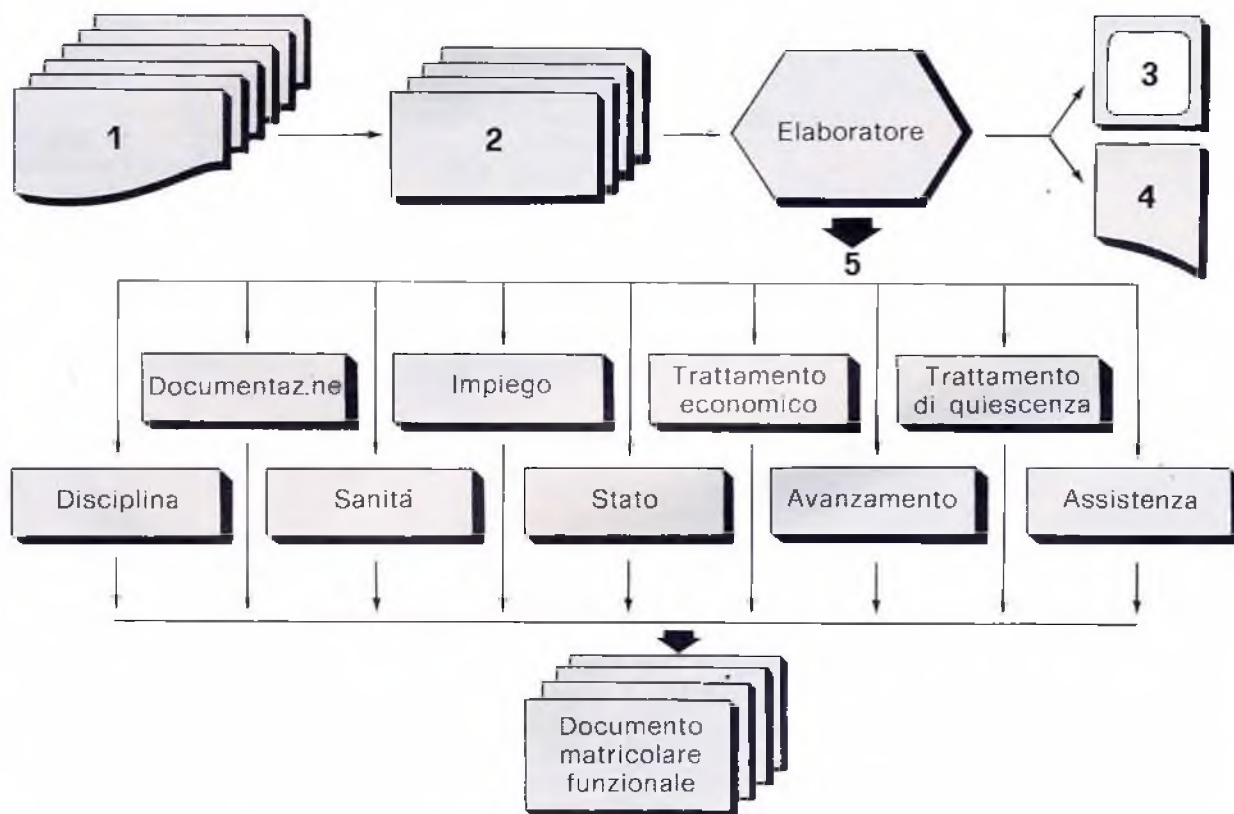 1
2
Elaboratore
3
4
5
Documentaz.ne
Impiego
Trattamento
economico
Trattamento
di quiescenza
Disciplina
Sanitá
Stato
Avanzamento
Assistenza
Documento
matricolare
funzionale